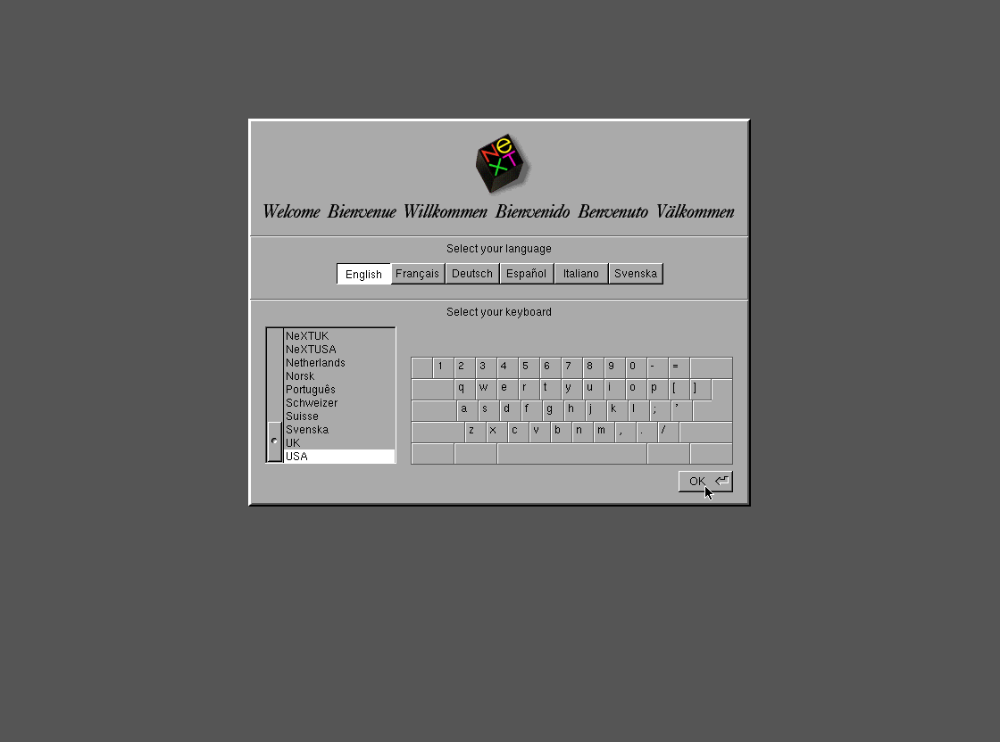 NeXT
Welcome Bienvenue Willkommen Bienvenido Benvenuto Välkommen
Select your language
English Français Deutsch Español Italiano Svenska
Select your keyboard
NeXTUK
NeXTUSA
Netherlands
Norsk
Português
Schweizer
Suisse
Svenska
UK
USA
1 2 3 4 5 6 7 8 9 0 - =
q w e r t y u i o p [ ]
a s d f g h j k l ; '
z x c v b n m , . /
OK